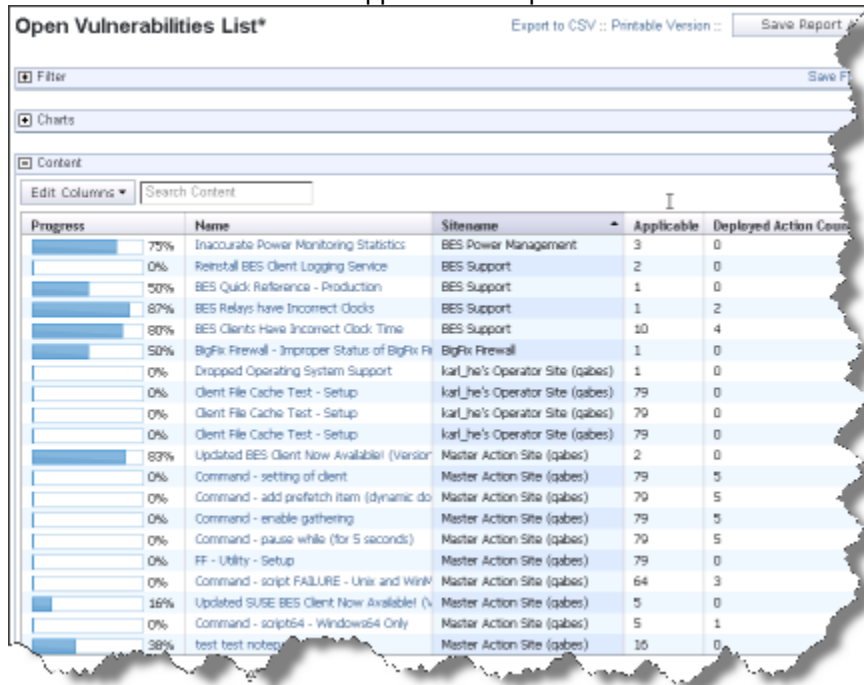 Open Vulnerabilities List*
Export to CSV :: Printable Version :: Save Report
Filter Save
Charts
Content
Edit Columns Search Content
Progress Name Sitename Applicable Deployed Action
75% Inaccurate Power Monitoring Statistics BES Power Management 3 0
0% Reinstall BES Client Logging Service BES Support 2 0
50% BES Quick Reference - Production BES Support 1 0
87% BES Relays have Incorrect Clocks BES Support 1 2
80% BES Clients Have Incorrect Clock Time BES Support 10 4
50% BigFix Firewall - Improper Status of BigFix BigFix Firewall 1 0
0% Dropped Operating System Support karl_he's Operator Site (qabes) 1 0
0% Client File Cache Test - Setup karl_he's Operator Site (qabes) 79 0
0% Client File Cache Test - Setup karl_he's Operator Site (qabes) 79 0
0% Client File Cache Test - Setup karl_he's Operator Site (qabes) 79 0
83% Updated BES Client Now Available! (Version Master Action Site (qabes) 2 0
0% Command - setting of client Master Action Site (qabes) 79 5
0% Command - add prefetch item (dynamic do Master Action Site (qabes) 79 5
0% Command - enable gathering Master Action Site (qabes) 79 5
0% Command - pause while (for 5 seconds) Master Action Site (qabes) 79 5
0% FF - Utility - Setup Master Action Site (qabes) 79 0
0% Command - script FAILURE - Unix and Master Action Site (qabes) 64 3
16% Updated SUSE BES Client Now Available! Master Action Site (qabes) 5 0
0% Command - script64 - Windows64 Only Master Action Site (qabes) 5 1
38% test test Master Action Site (qabes) 16 0